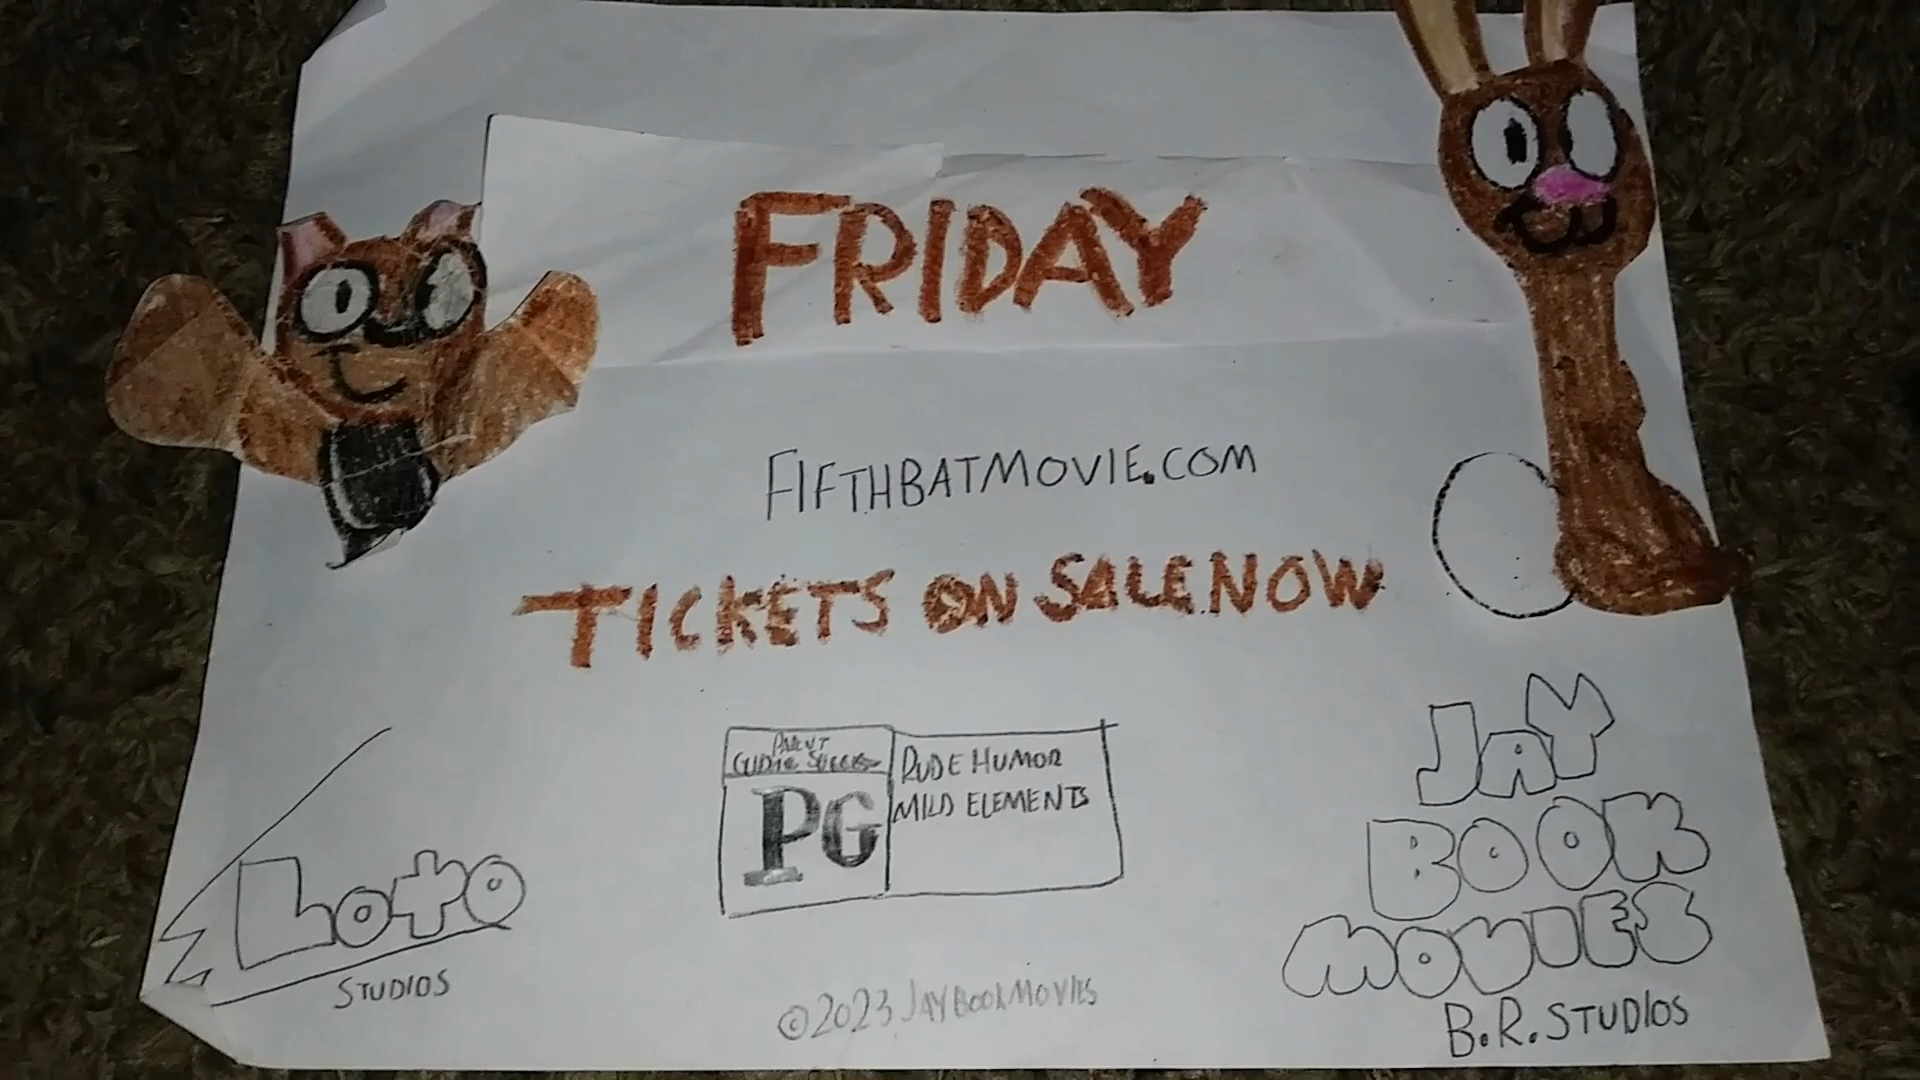 FRIDAY
FIFTHBATMOVIE.COM
TICKETS ON SALE NOW
PG
RUDE HUMOR
MILD ELEMENTS
Loto
STUDIOS
JAY
BOOK
MOVIES
B.R.STUDIOS
©2023 JAYBOOKMOVIES